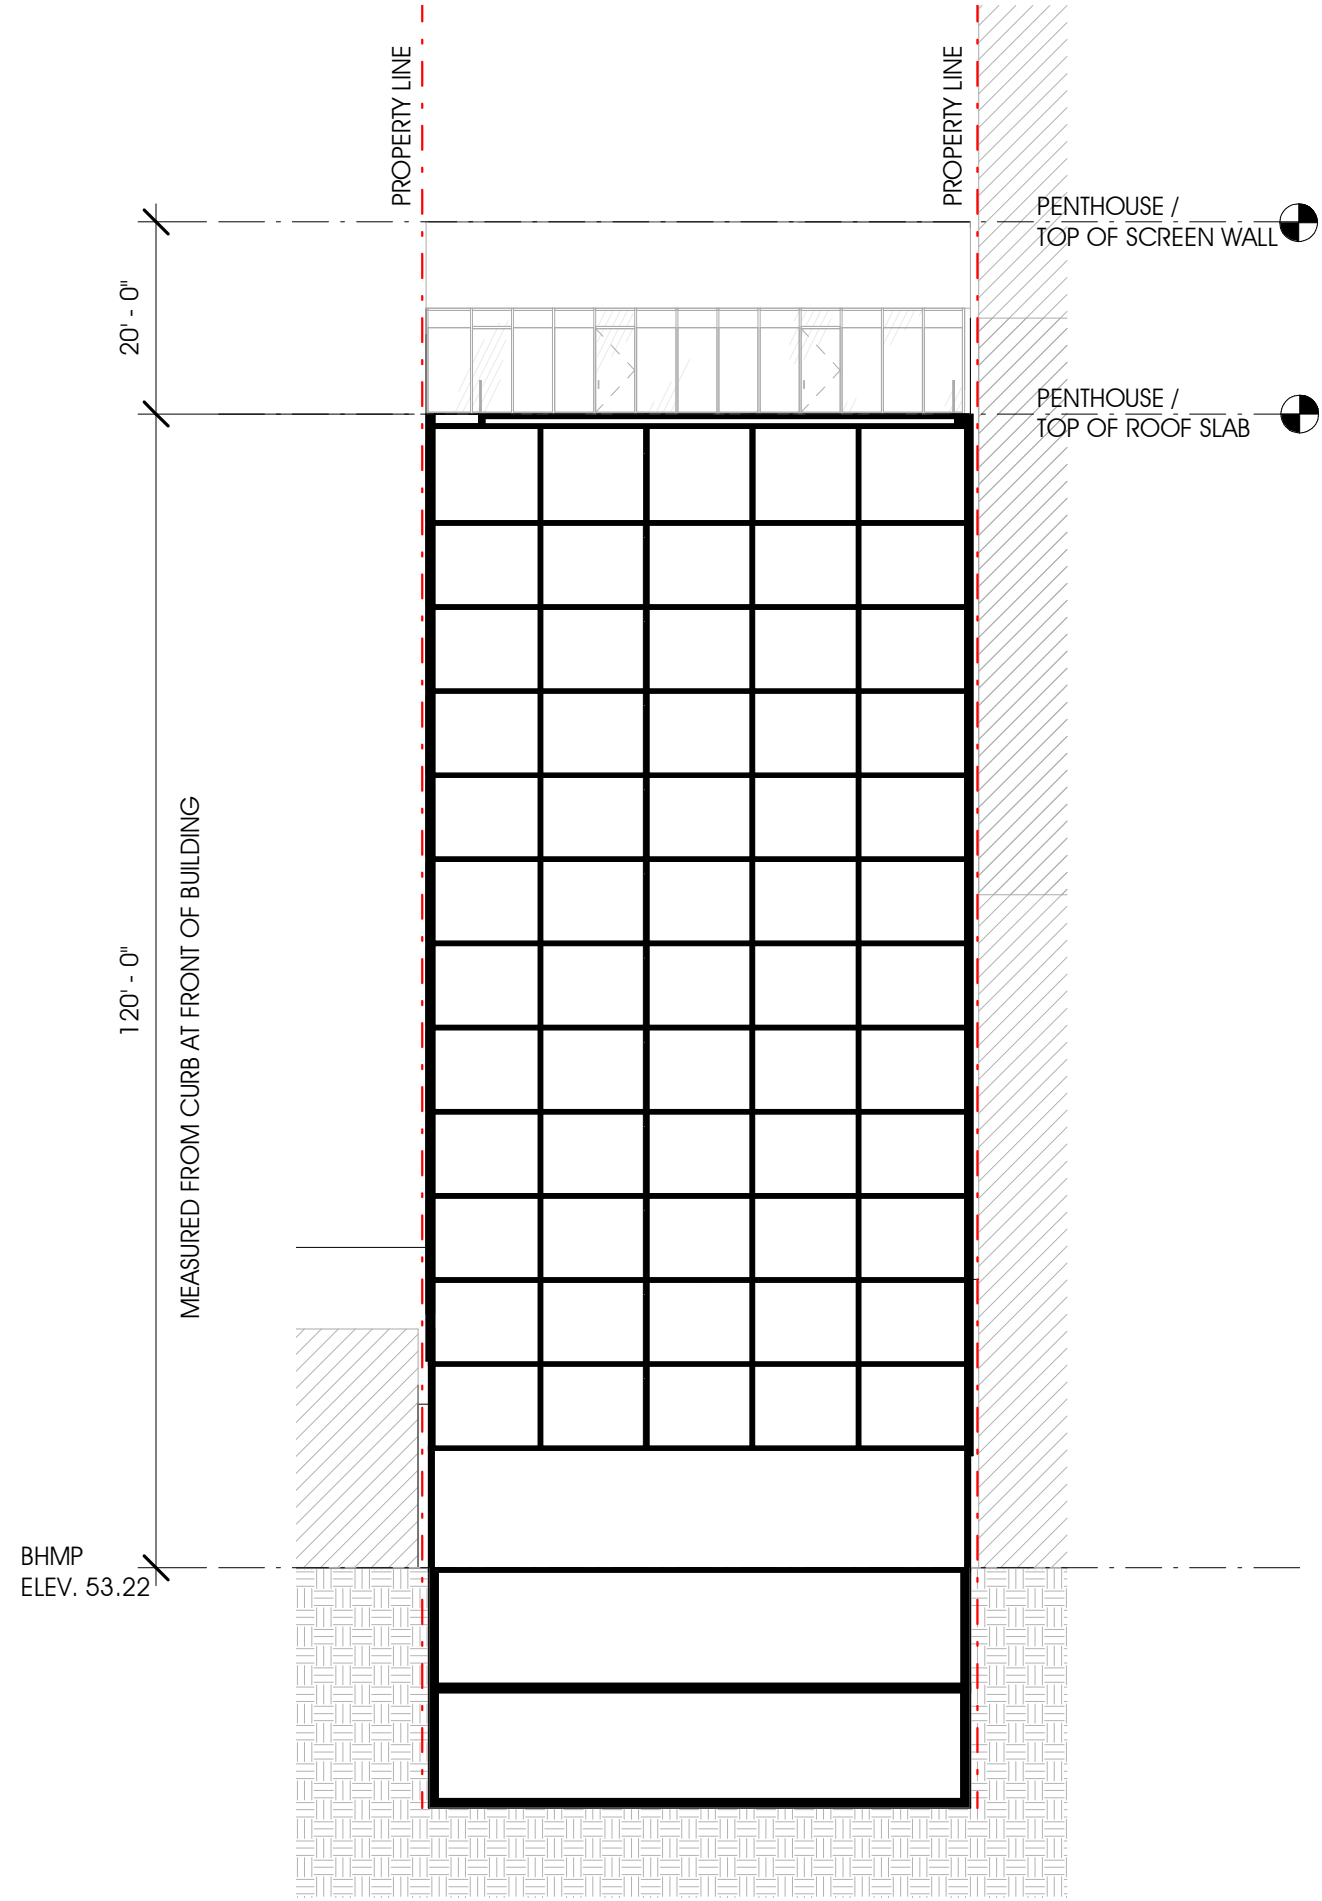 PROPERTY LINE
PROPERTY LINE
PENTHOUSE /
TOP OF SCREEN WALL
20' - 0"
PENTHOUSE /
TOP OF ROOF SLAB
120' - 0"
MEASURED FROM CURB AT FRONT OF BUILDING
BHMP
ELEV. 53.22